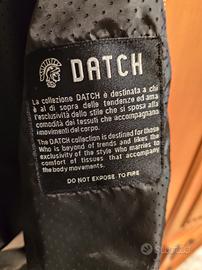 DATCH
La collezione DATCH è destinata a chi
è al di sopra delle tendenze ed ama
l'esclusività dello stile che si sposa alla
comodità dei tessuti che accompagnano
i movimenti del corpo.
The DATCH collection is destined for those
Who is beyond of trends and likes the
exclusivity of the style Who marries to
comfort of tissues that accompany
the body movements.
DO NOT EXPOSE TO FIRE
Subito